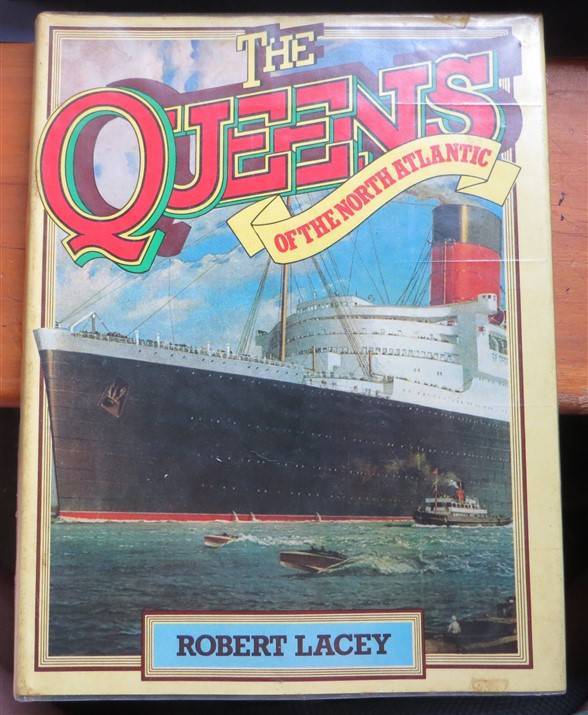 THE
QUEENS
OF THE NORTH ATLANTIC
ROBERT LACEY